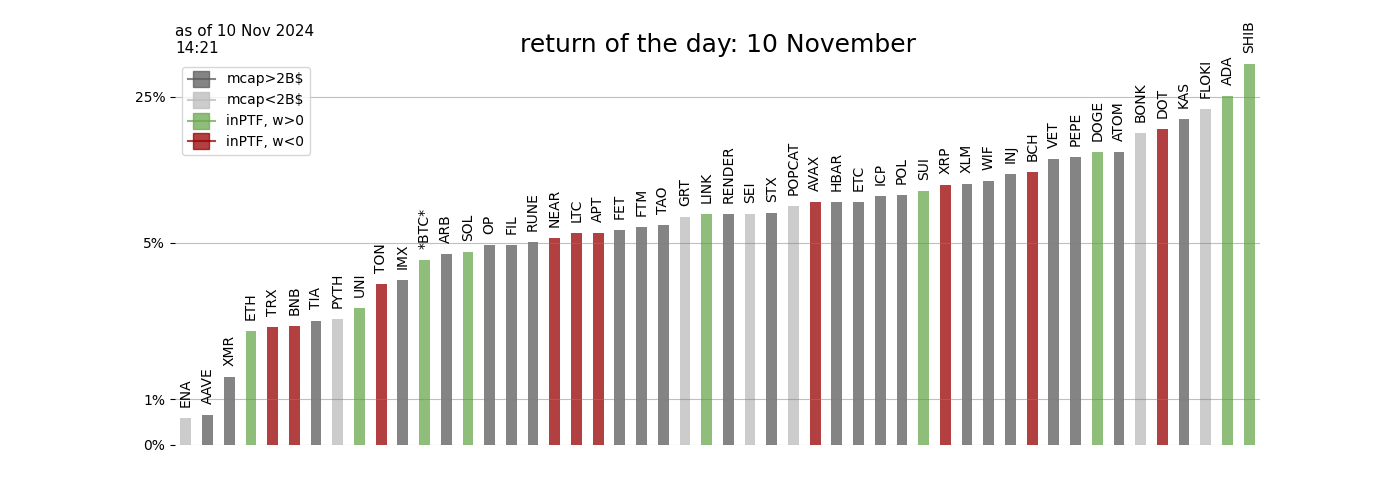 as of 10 Nov 2024
14:21
return of the day: 10 November
mcap>2B$
mcap<2B$
inPTF, w>0
inPTF, w<0
25%
5%
1%
0%
ENA
AAVE
XMR
ETH
TRX
BNB
TIA
PYTH
UNI
TON
IMX
*BTC*
ARB
SOL
OP
FIL
RUNE
NEAR
LTC
APT
FET
FTM
TAO
GRT
LINK
RENDER
SEI
STX
POPCAT
AVAX
HBAR
ETC
ICP
POL
SUI
XRP
XLM
WIF
INJ
BCH
VET
PEPE
DOGE
ATOM
BONK
DOT
KAS
FLOKI
ADA
SHIB